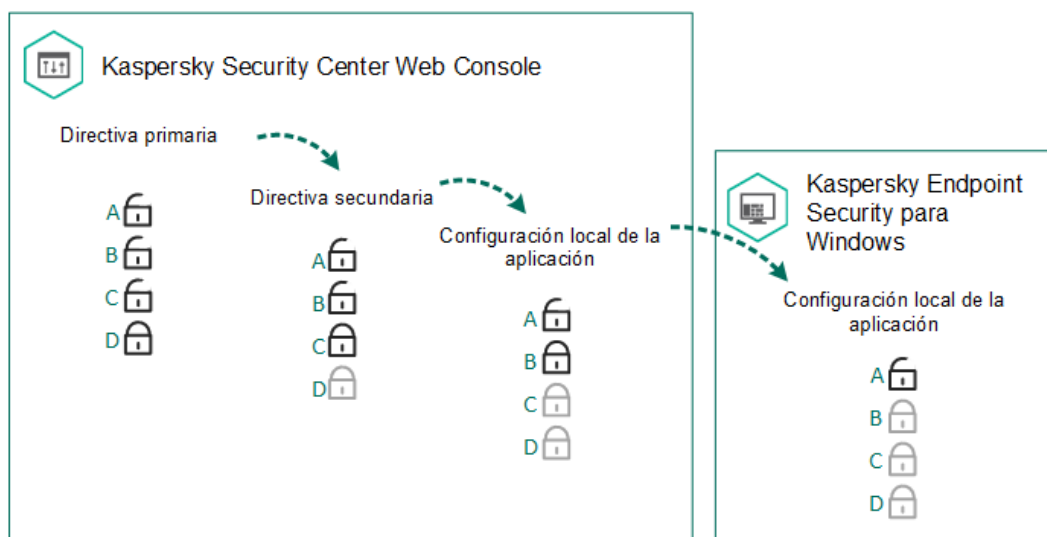 Kaspersky Security Center Web Console
Directiva primaria
A
B
C
D
Directiva secundaria
A
B
C
D
Configuración local de la
aplicación
A
B
C
D
Kaspersky Endpoint
Security para
Windows
Configuración local de la
aplicación
A
B
C
D